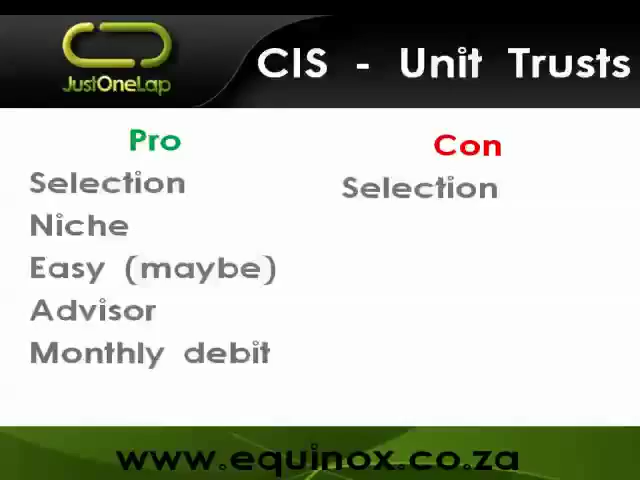 JustOneLap
CIS - Unit Trusts
Pro
Selection
Niche
Easy (maybe)
Advisor
Monthly debit
Con
Selection
www.equinox.co.za